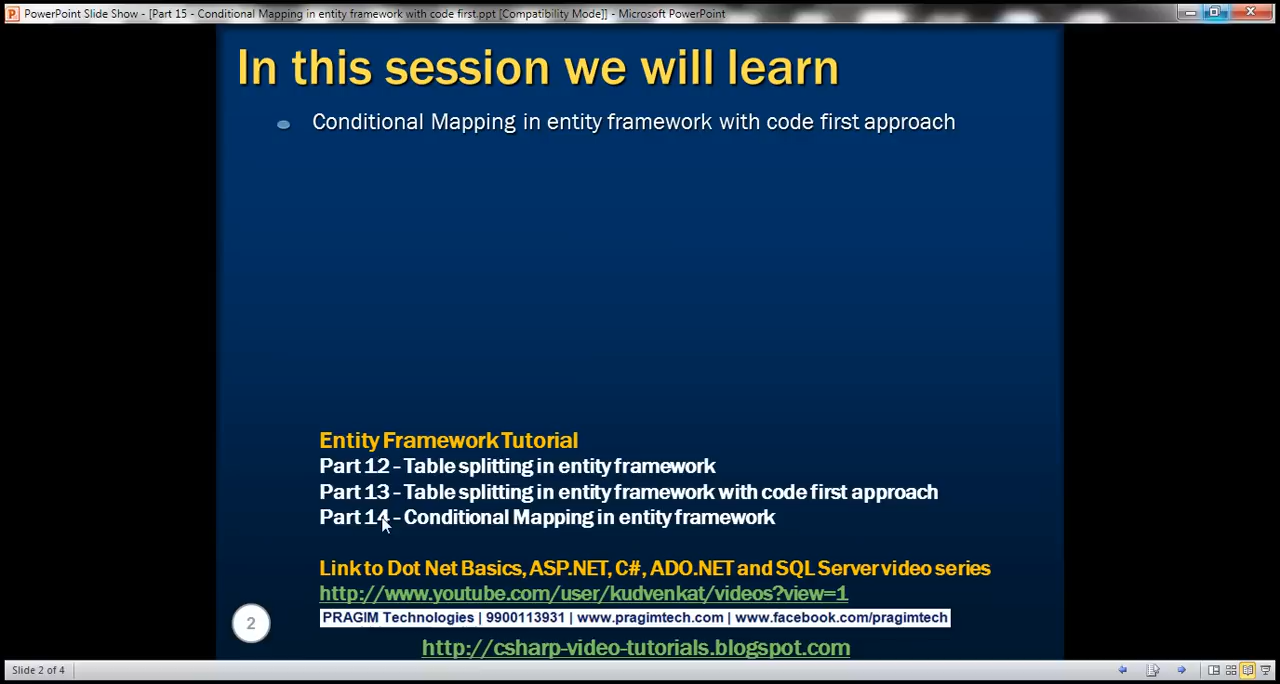 PowerPoint Slide Show - [Part 15 - Conditional Mapping in entity framework with code first.ppt [Compatibility Mode]] - Microsoft PowerPoint
In this session we will learn
Conditional Mapping in entity framework with code first approach
Entity Framework Tutorial
Part 12 - Table splitting in entity framework
Part 13 - Table splitting in entity framework with code first approach
Part 14 - Conditional Mapping in entity framework
Link to Dot Net Basics, ASP.NET, C#, ADO.NET and SQL Server video series
http://www.youtube.com/user/kudvenkat/videos?view=1
PRAGIM Technologies | 9900113931 | www.pragimtech.com | www.facebook.com/pragimtech
2
http://csharp-video-tutorials.blogspot.com
Slide 2 of 4